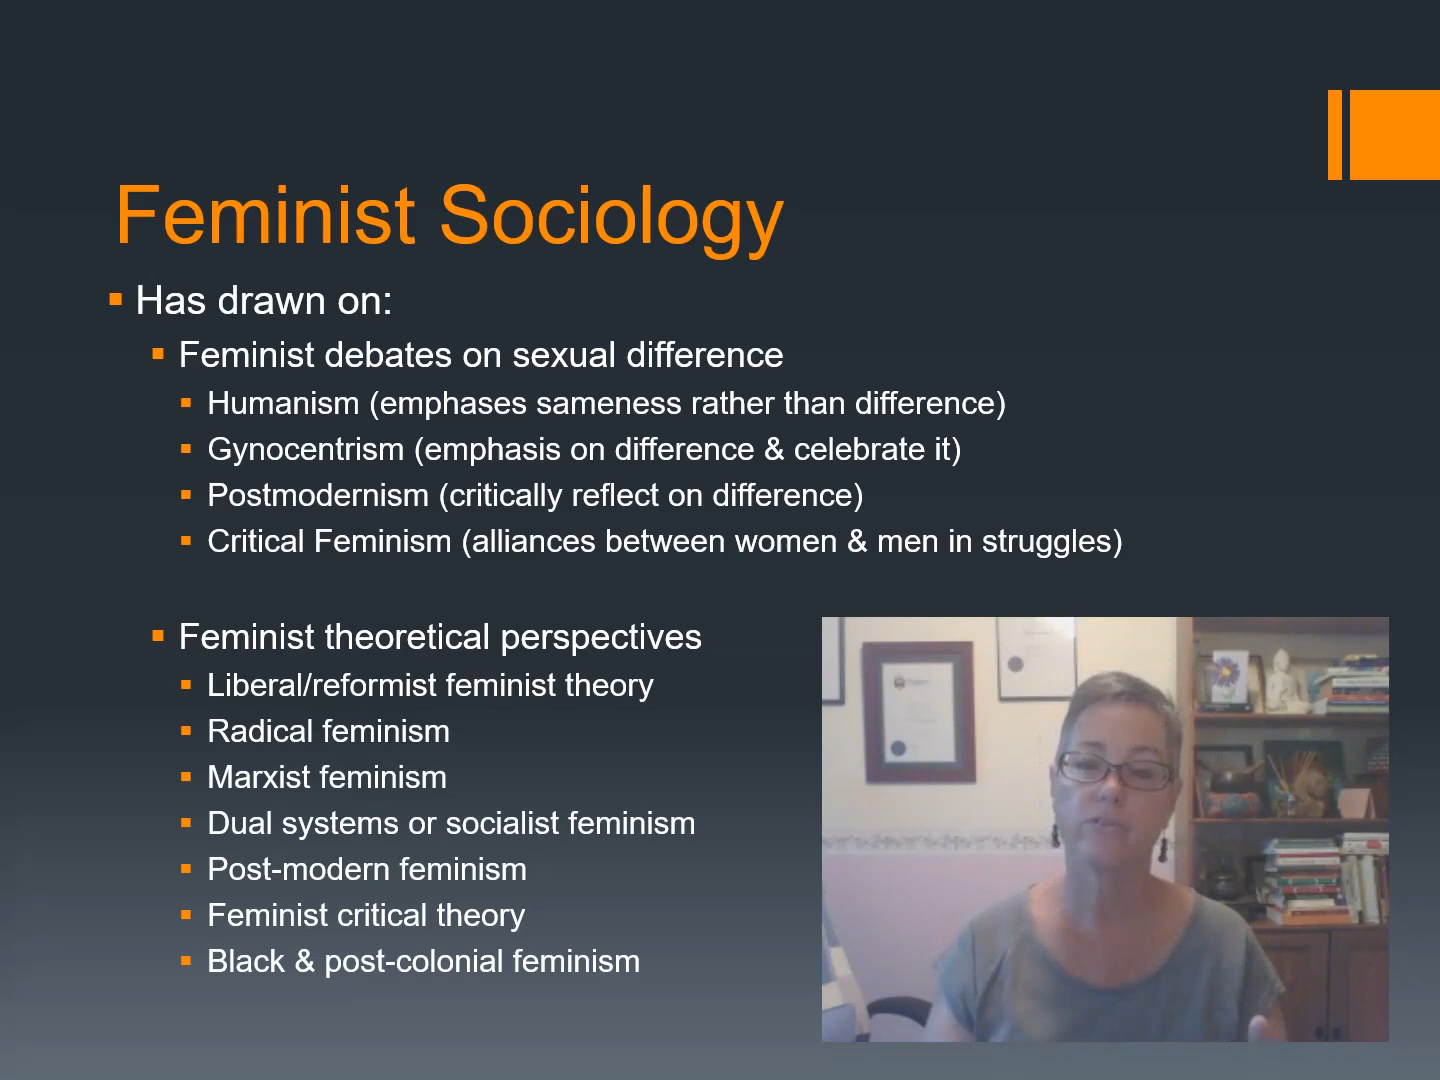 Feminist Sociology
Has drawn on:
Feminist debates on sexual difference
Humanism (emphases sameness rather than difference)
Gynocentrism (emphasis on difference & celebrate it)
Postmodernism (critically reflect on difference)
Critical Feminism (alliances between women & men in struggles)
Feminist theoretical perspectives
Liberal/reformist feminist theory
Radical feminism
Marxist feminism
Dual systems or socialist feminism
Post-modern feminism
Feminist critical theory
Black & post-colonial feminism